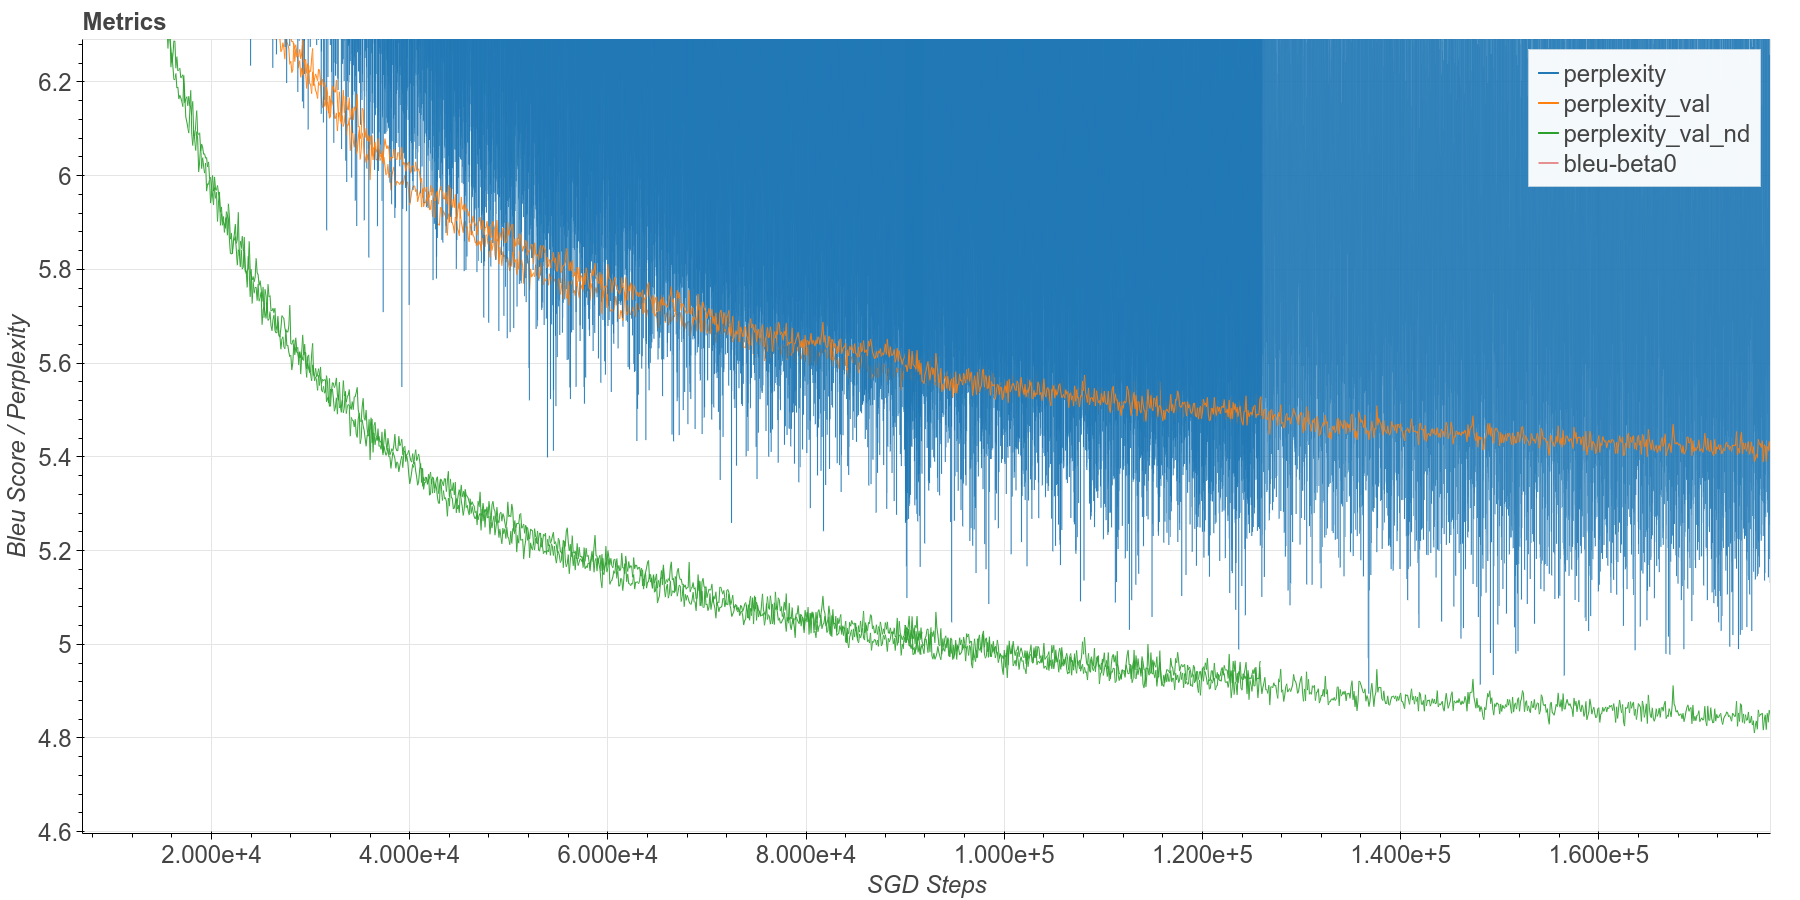 Metrics
perplexity
perplexity_val
perplexity_val_nd
bleu-beta0
Bleu Score / Perplexity
6.2
6
5.8
5.6
5.4
5.2
5
4.8
4.6
2.000e+4 4.000e+4 6.000e+4 8.000e+4 1.000e+5 1.200e+5 1.400e+5 1.600e+5
SGD Steps